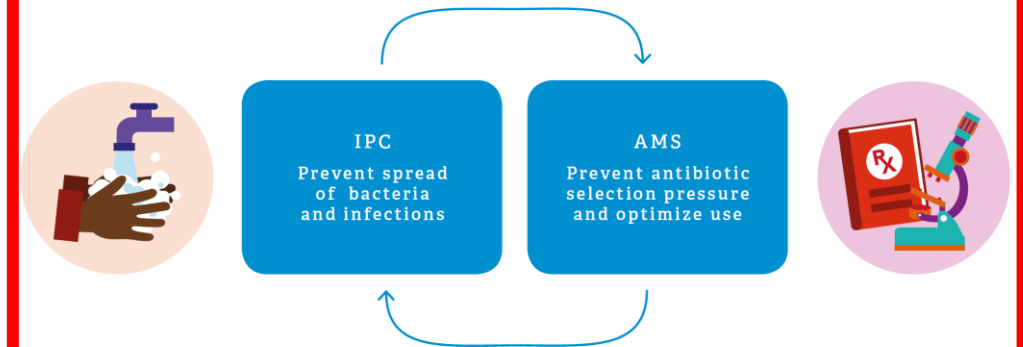 IPC
Prevent spread
of bacteria
and infections
AMS
Prevent antibiotic
selection pressure
and optimize use
RX